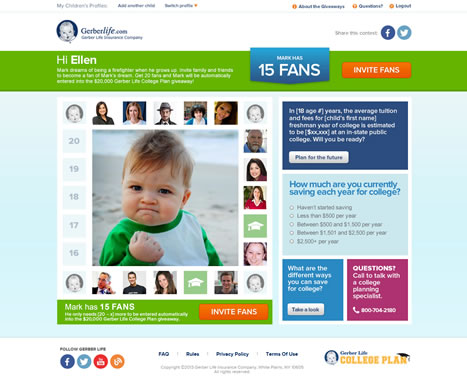 My Children's Profiles Add another child Switch profile
About the Giveaways Questions? Logout
Gerberlife.com
Gerber Life Insurance Company
Hi Ellen
Mark dreams of being a firefighter when he grows up. Invite family and friends
to become a fan of Mark's dream. Get 20 fans and Mark will be automatically
entered into the $20,000 Gerber Life College Plan giveaway!
MARK HAS
15 FANS
INVITE FANS
20
19
18
17
16
Mark has 15 FANS
He only needs [20 - x] more to be entered automatically into
the $20,000 Gerber Life College Plan giveaway.
INVITE FANS
In [18 age #] years, the average tuition
and fees for [child's first name]
freshman year of college is estimated
to be [$xx,xxx] at an in-state public
college. Will you be ready?
Plan for the future
How much are you currently
saving each year for college?
Haven't started saving
Less than $500 per year
Between $500 and $1,500 per year
Between $1,501 and $2,500 per year
$2,500+ per year
What are the
different ways
you can save
for college?
Take a look
QUESTIONS?
Call to talk with
a college
planning
specialist.
800-704-2180
FOLLOW GERBER LIFE
FAQ Rules Privacy Policy Terms Of Use
Copyright ©2013 Gerber Life Insurance Company, White Plains, NY 10605
All Rights Reserved.
Gerber Life
COLLEGE PLAN